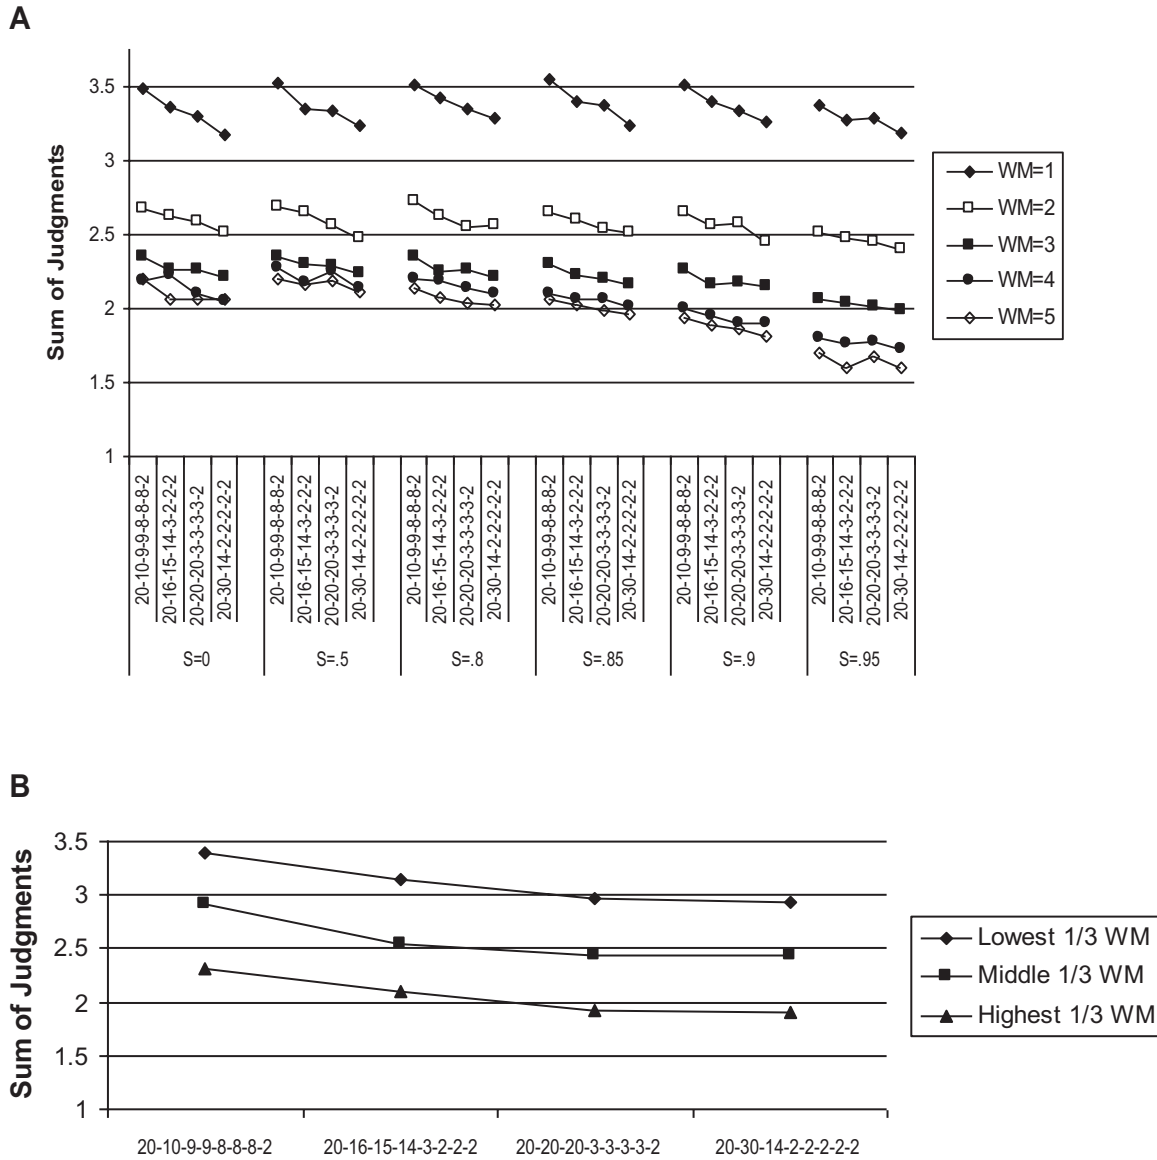 A
Sum of Judgments
3.5
3
2.5
2
1.5
1
WM=1
WM=2
WM=3
WM=4
WM=5
20-10-9-9-8-8-8-2
20-16-15-14-3-2-2-2
20-20-20-3-3-3-3-2
20-30-14-2-2-2-2-2-2
20-10-9-9-8-8-8-2
20-16-15-14-3-2-2-2
20-20-20-3-3-3-3-2
20-30-14-2-2-2-2-2-2
20-10-9-9-8-8-8-2
20-16-15-14-3-2-2-2
20-20-20-3-3-3-3-2
20-30-14-2-2-2-2-2-2
20-10-9-9-8-8-8-2
20-16-15-14-3-2-2-2
20-20-20-3-3-3-3-2
20-30-14-2-2-2-2-2-2
20-10-9-9-8-8-8-2
20-16-15-14-3-2-2-2
20-20-20-3-3-3-3-2
20-30-14-2-2-2-2-2-2
20-10-9-9-8-8-8-2
20-16-15-14-3-2-2-2
20-20-20-3-3-3-3-2
20-30-14-2-2-2-2-2-2
S=0 S=.5 S=.8 S=.85 S=.9 S=.95
B
Sum of Judgments
3.5
3
2.5
2
1.5
1
Lowest 1/3 WM
Middle 1/3 WM
Highest 1/3 WM
20-10-9-9-8-8-8-2 20-16-15-14-3-2-2-2 20-20-20-3-3-3-3-2 20-30-14-2-2-2-2-2-2